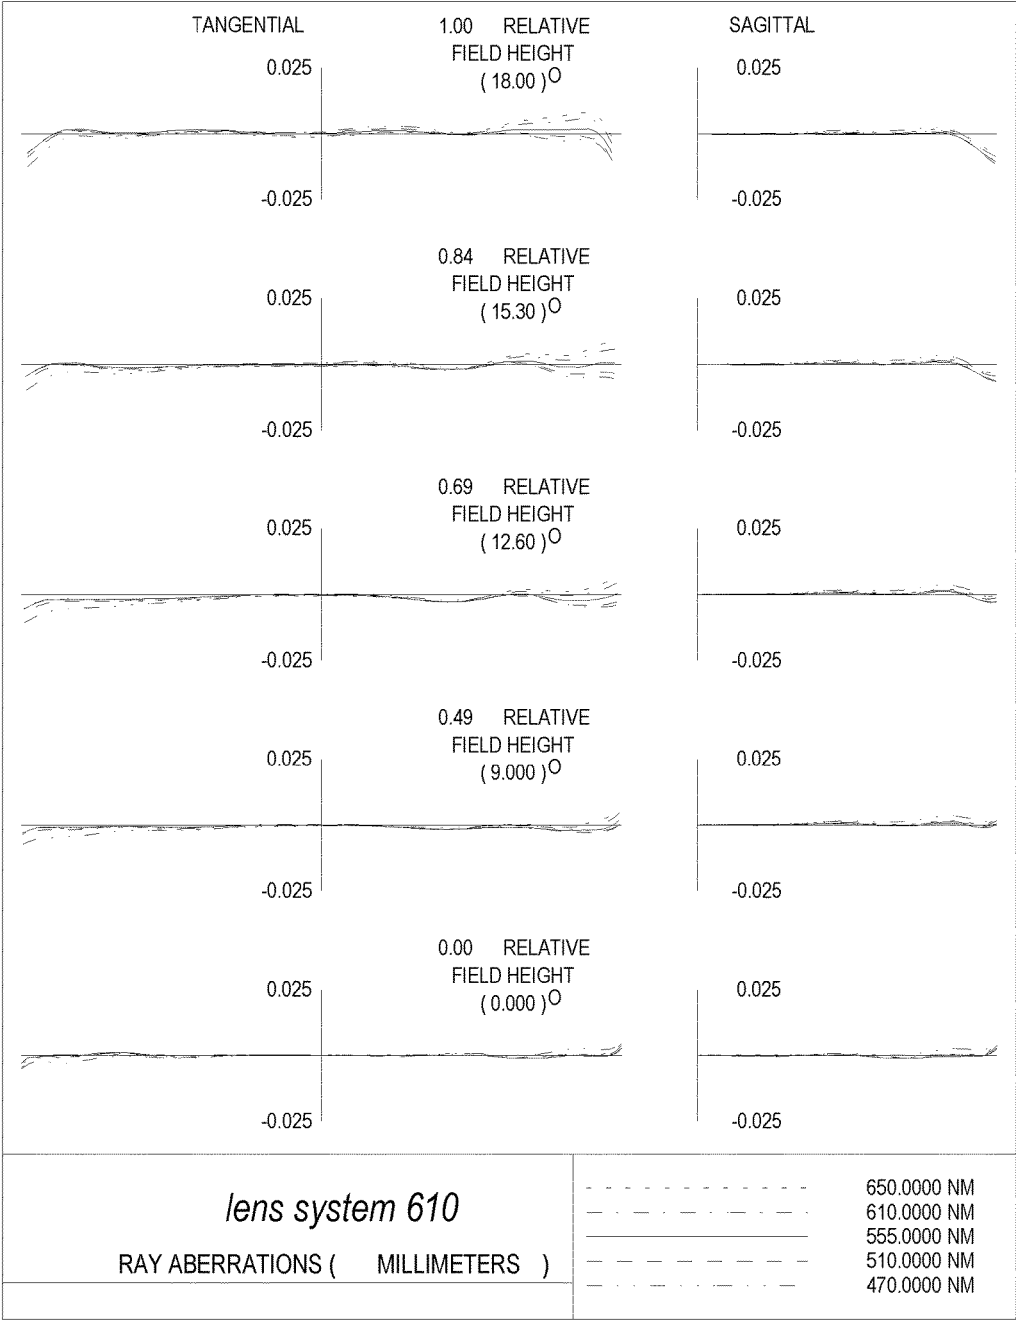 TANGENTIAL 1.00 RELATIVE SAGITTAL
FIELD HEIGHT
0.025 ( 18.00 )O 0.025
-0.025 -0.025
0.84 RELATIVE
FIELD HEIGHT
0.025 ( 15.30 )O 0.025
-0.025 -0.025
0.69 RELATIVE
FIELD HEIGHT
0.025 ( 12.60 )O 0.025
-0.025 -0.025
0.49 RELATIVE
FIELD HEIGHT
0.025 ( 9.000 )O 0.025
-0.025 -0.025
0.00 RELATIVE
FIELD HEIGHT
0.025 ( 0.000 )O 0.025
-0.025 -0.025
lens system 610
RAY ABERRATIONS ( MILLIMETERS )
650.0000 NM
610.0000 NM
555.0000 NM
510.0000 NM
470.0000 NM